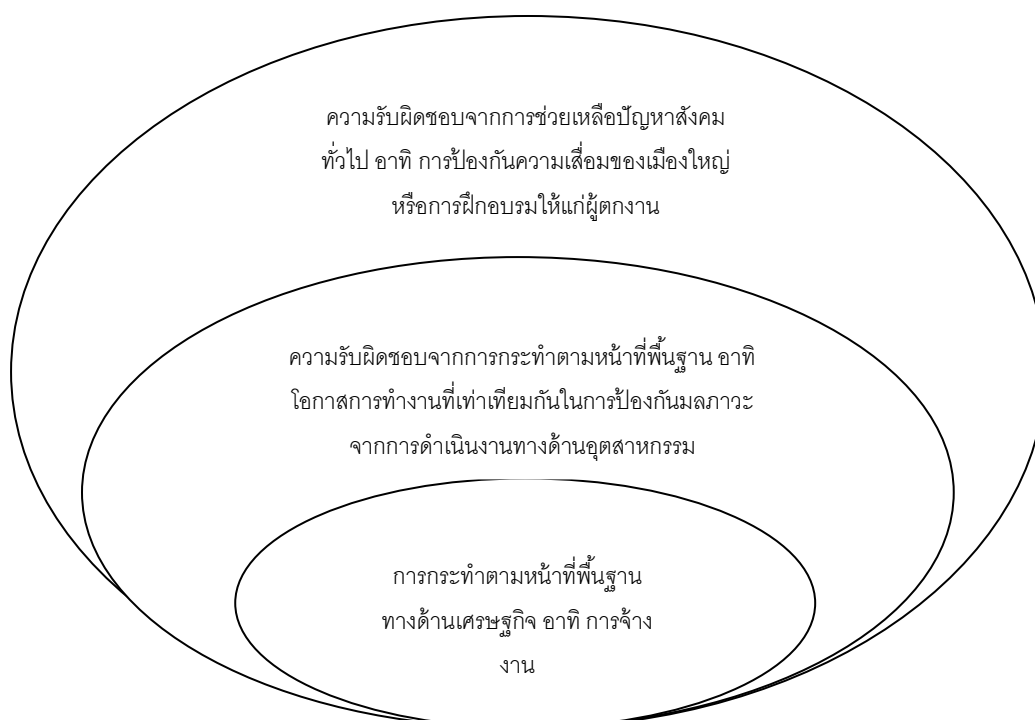 ความรับผิดชอบจากการช่วยเหลือปัญหาสังคม
ทั่วไป อาทิ การป้องกันความเสื่อมของเมืองใหญ่
หรือการฝึกอบรมให้แก่ผู้ตกงาน
ความรับผิดชอบจากการกระทำตามหน้าที่พื้นฐาน อาทิ
โอกาสการทำงานที่เท่าเทียมกันในการป้องกันมลภาวะ
จากการดำเนินงานทางด้านอุตสาหกรรม
การกระทำตามหน้าที่พื้นฐาน
ทางด้านเศรษฐกิจ อาทิ การจ้าง
งาน